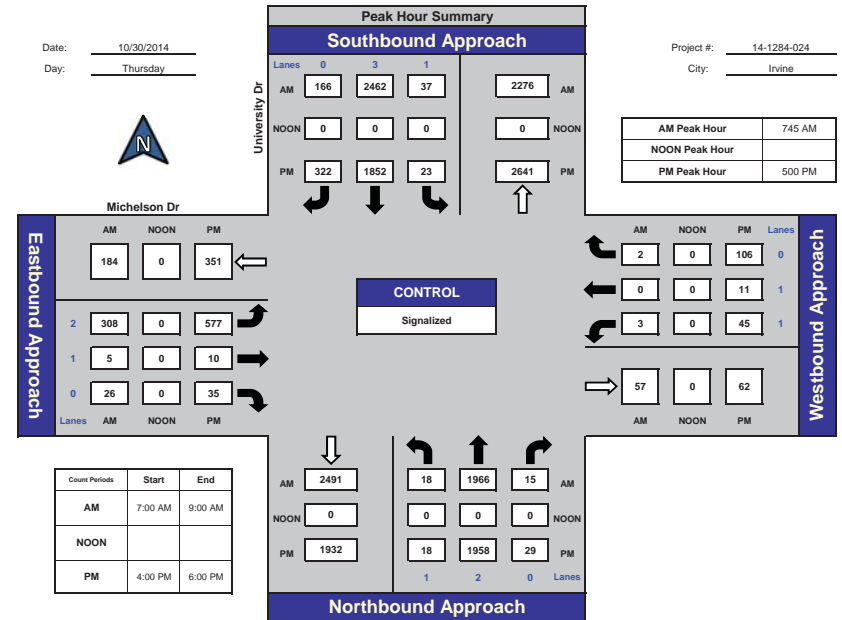 Peak Hour Summary
Southbound Approach
Date: 10/30/2014
Day: Thursday
Project #: 14-1284-024
City: Irvine
University Dr
Lanes 0 3 1
AM 166 2462 37 2276 AM
NOON 0 0 0 0 NOON
PM 322 1852 23 2641 PM
N
AM Peak Hour 745 AM
NOON Peak Hour
PM Peak Hour 500 PM
Michelson Dr
Eastbound Approach
AM NOON PM
184 0 351
2 308 0 577
1 5 0 10
0 26 0 35
Lanes AM NOON PM
CONTROL
Signalized
AM NOON PM Lanes
2 0 106 0
0 0 11 1
3 0 45 1
57 0 62
AM NOON PM
Westbound Approach
Count Periods Start End
AM 7:00 AM 9:00 AM
NOON
PM 4:00 PM 6:00 PM
AM 2491 18 1966 15 AM
NOON 0 0 0 0 NOON
PM 1932 18 1958 29 PM
1 2 0 Lanes
Northbound Approach